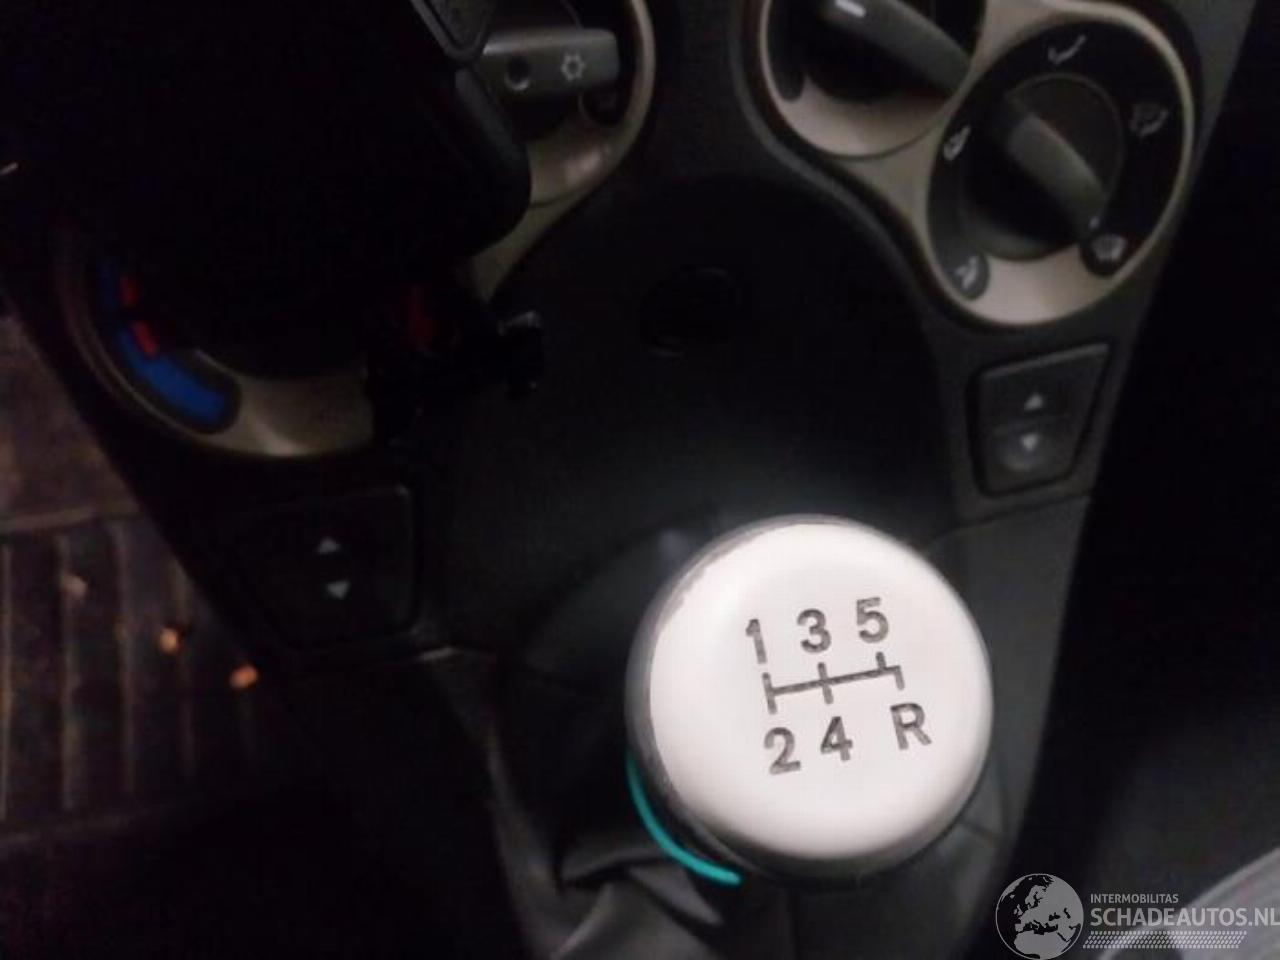 1 3 5
2 4 R
INTERMOBILITAS
SCHADEAUTOS.NL